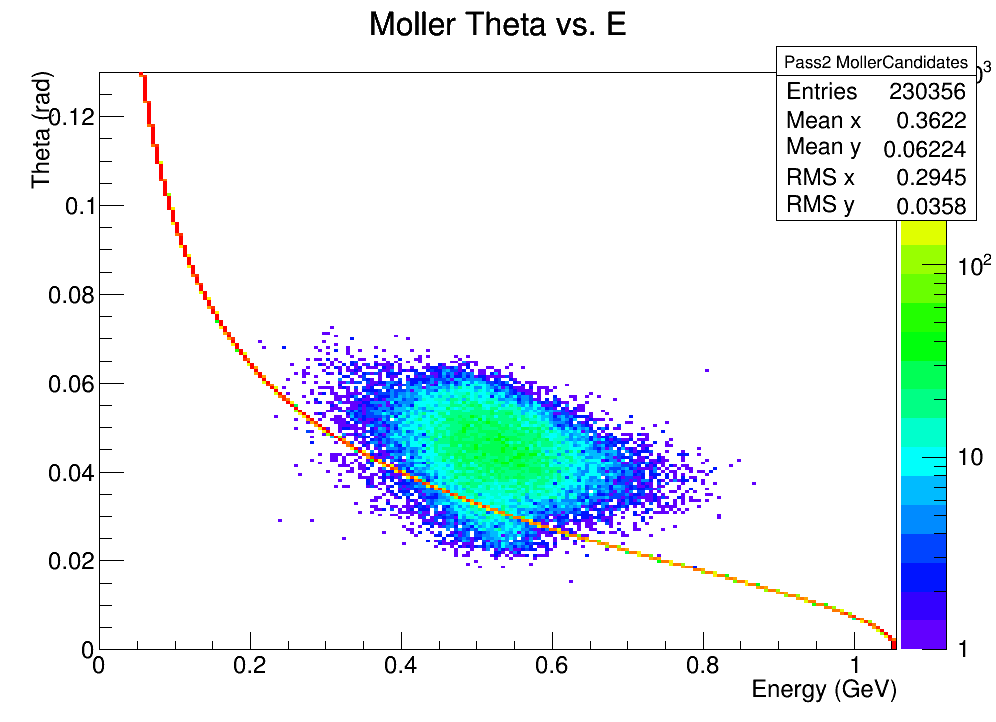 Moller Theta vs. E
Pass2 MollerCandidates
Entries 230356
Mean x 0.3622
Mean y 0.06224
RMS x 0.2945
RMS y 0.0358
Theta (rad)
0.12
0.1
0.08
0.06
0.04
0.02
0
0 0.2 0.4 0.6 0.8 1
Energy (GeV)
10²
10
1